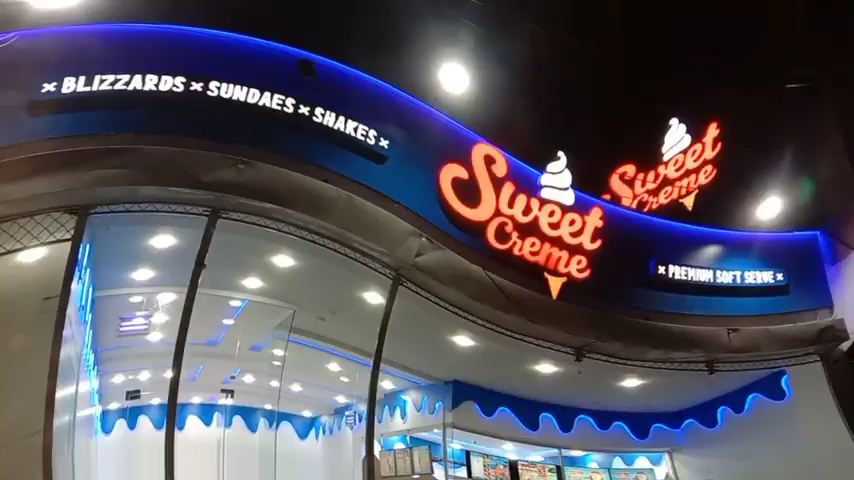 × BLIZZARDS × SUNDAES × SHAKES ×
Sweet
Creme
Sweet
Creme
× PREMIUM SOFT SERVE ×